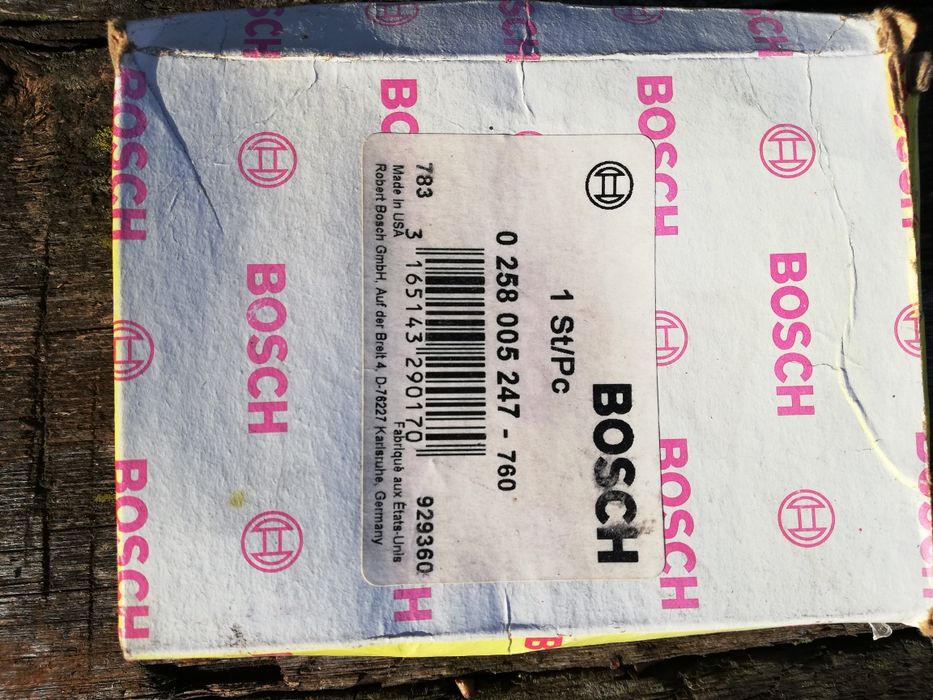 BOSCH
1 St/Pc
0 258 005 247 - 760
3 165143 290170
783 929360
Made in USA Fabriqué aux Etats-Unis
Robert Bosch GmbH, Auf der Breit 4, D-76227 Karlsruhe, Germany
BOSCH
BOSCH
BOSCH
BOSCH
BOSCH
BOSCH